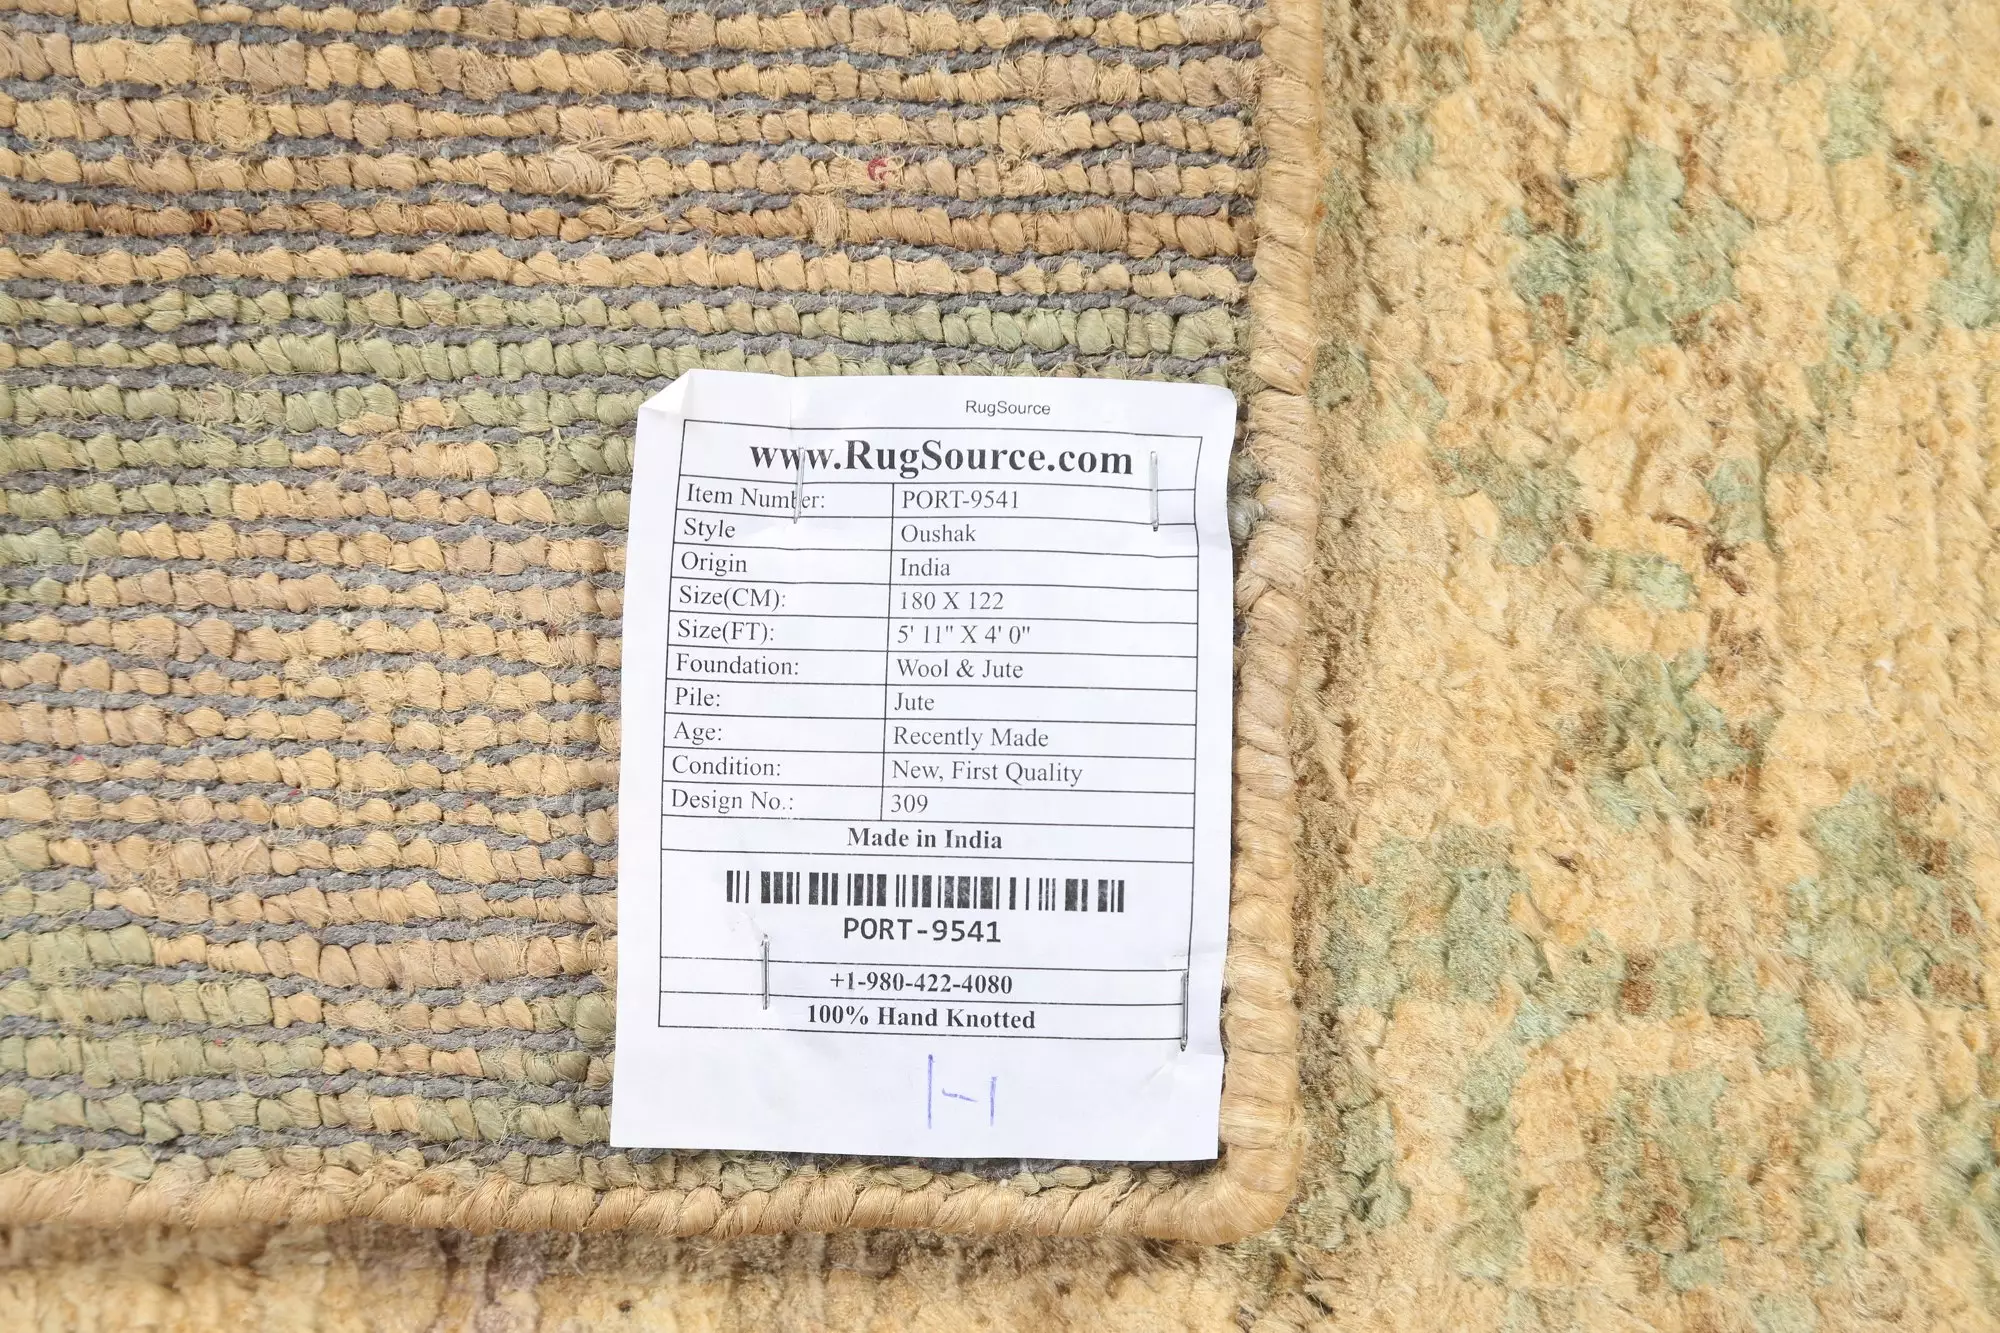 RugSource
www.RugSource.com
Item Number: PORT-9541
Style Oushak
Origin India
Size(CM): 180 X 122
Size(FT): 5' 11" X 4' 0"
Foundation: Wool & Jute
Pile: Jute
Age: Recently Made
Condition: New, First Quality
Design No.: 309
Made in India
PORT-9541
+1-980-422-4080
100% Hand Knotted
H